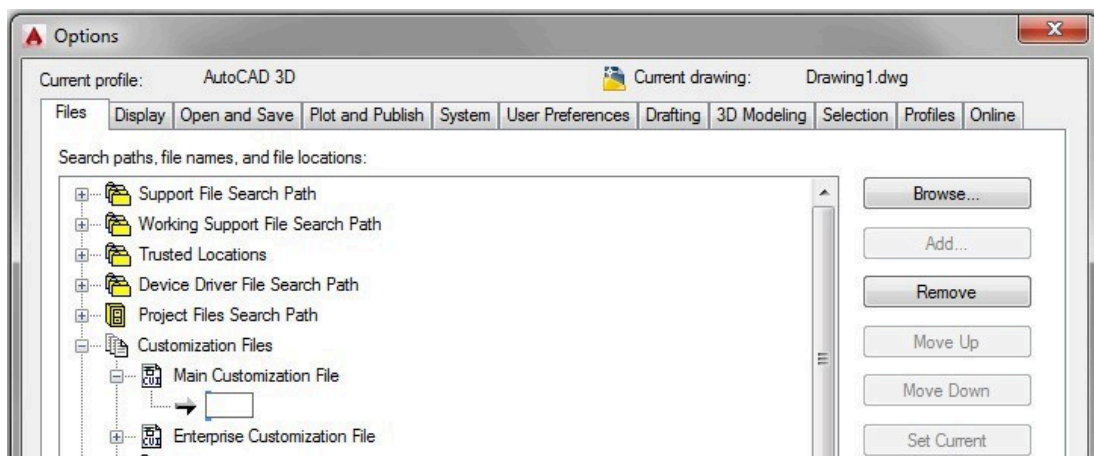 Options
X
Current profile: AutoCAD 3D Current drawing: Drawing1.dwg
Files Display Open and Save Plot and Publish System User Preferences Drafting 3D Modeling Selection Profiles Online
Search paths, file names, and file locations:
Support File Search Path
Browse...
Working Support File Search Path
Add...
Trusted Locations
Device Driver File Search Path
Remove
Project Files Search Path
Customization Files
Move Up
CUI Main Customization File
Move Down
CUI Enterprise Customization File
Set Current